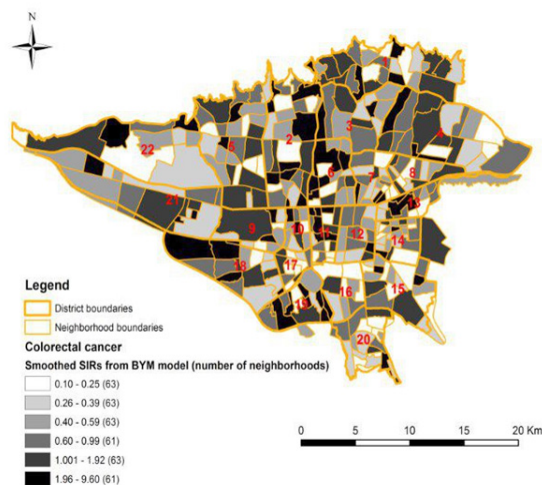 N
1
2
3
4
5
22
6
7
8
21
13
9
10
11
12
14
18
17
19
16
15
20
Legend
District boundaries
Neighborhood boundaries
Colorectal cancer
Smoothed SIRs from BYM model (number of neighborhoods)
0.10 - 0.25 (63)
0.26 - 0.39 (63)
0.40 - 0.59 (63)
0.60 - 0.99 (61)
1.001 - 1.92 (63)
1.96 - 9.60 (61)
0 5 10 15 20 Km